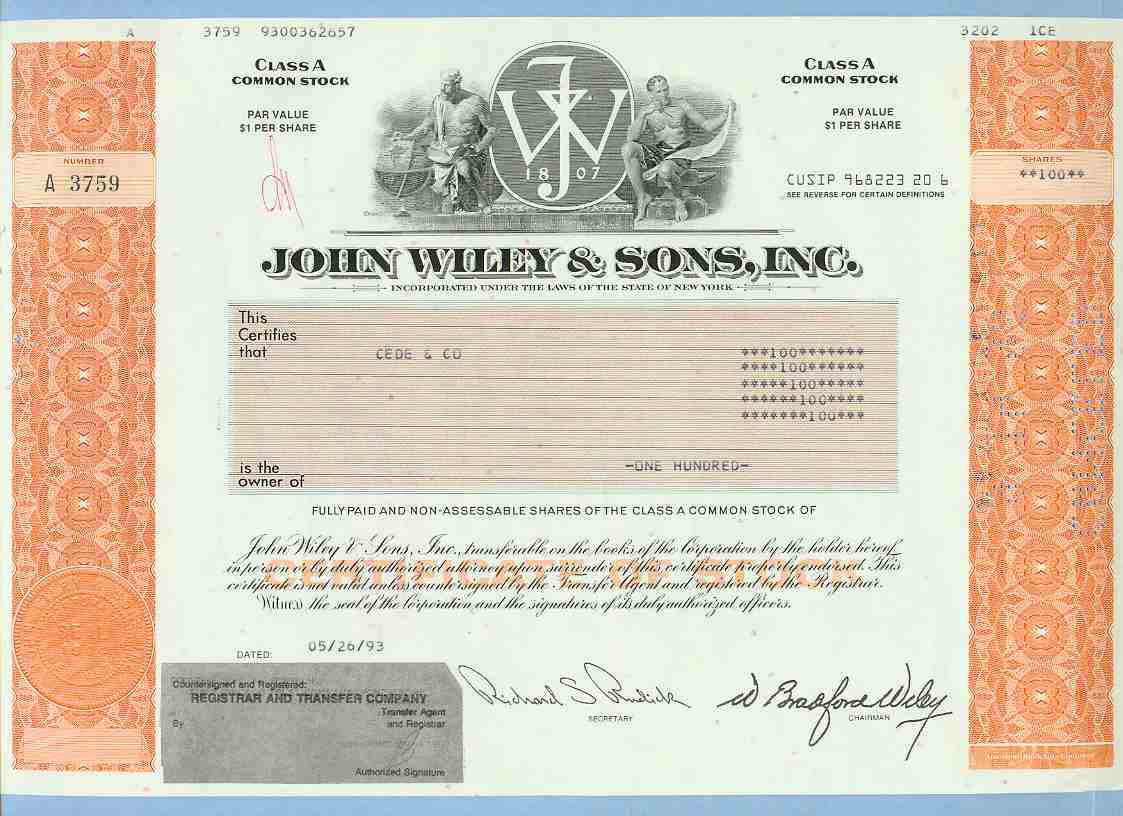 A 3759 9300362657 3202 1CE
CLASS A
COMMON STOCK
PAR VALUE
$1 PER SHARE
JW
1807
CLASS A
COMMON STOCK
PAR VALUE
$1 PER SHARE
NUMBER
A 3759
SHARES
**100**
CUSIP 968223 20 6
SEE REVERSE FOR CERTAIN DEFINITIONS
JOHN WILEY & SONS, INC.
INCORPORATED UNDER THE LAWS OF THE STATE OF NEW YORK
This
Certifies
that CEDE & CO ***100*******
****100******
*****100*****
******100****
*******100***
is the
owner of -ONE HUNDRED-
FULLY PAID AND NON-ASSESSABLE SHARES OF THE CLASS A COMMON STOCK OF
John Wiley & Sons, Inc., transferable on the books of the Corporation by the holder hereof
in person or by duly authorized attorney upon surrender of this certificate properly endorsed. This
certificate is not valid unless countersigned by the Transfer Agent and registered by the Registrar.
Witness the seal of the Corporation and the signatures of its duly authorized officers.
CERTIFICATE OF STOCK
DATED: 05/26/93
Countersigned and Registered:
REGISTRAR AND TRANSFER COMPANY
Transfer Agent
By and Registrar
Authorized Signature
Richard S Rudick
SECRETARY
W Bradford Wiley
CHAIRMAN
American Bank Note Company